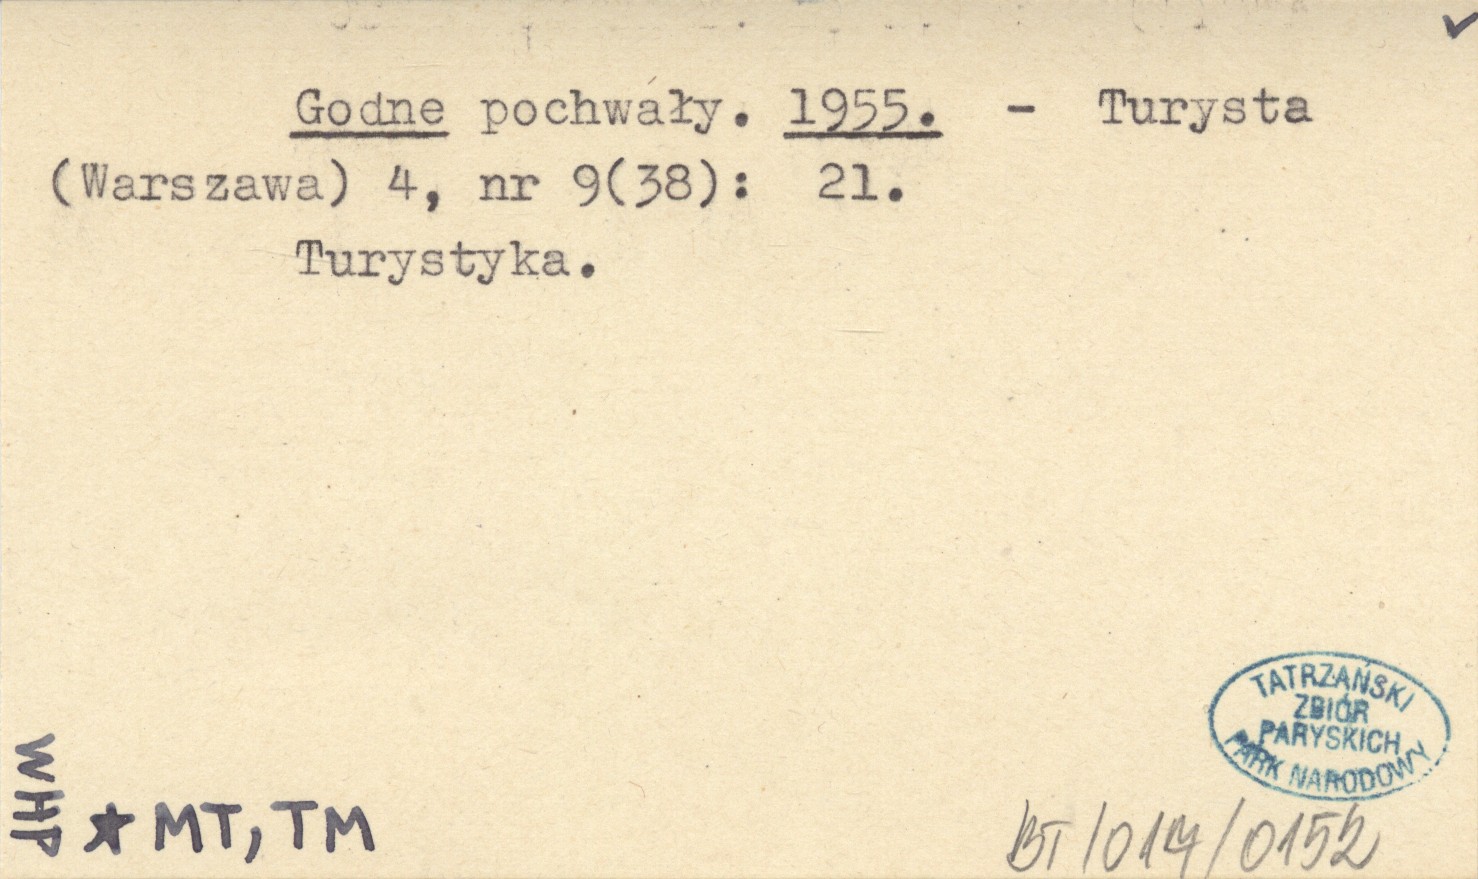 Godne pochwały. 1955. - Turysta
(Warszawa) 4, nr 9(38): 21.
Turystyka.
TATRZAŃSKI
ZBIÓR
PARYSKICH
PARK NARODOWY
WHP
★ MT, TM
BT/014/0152